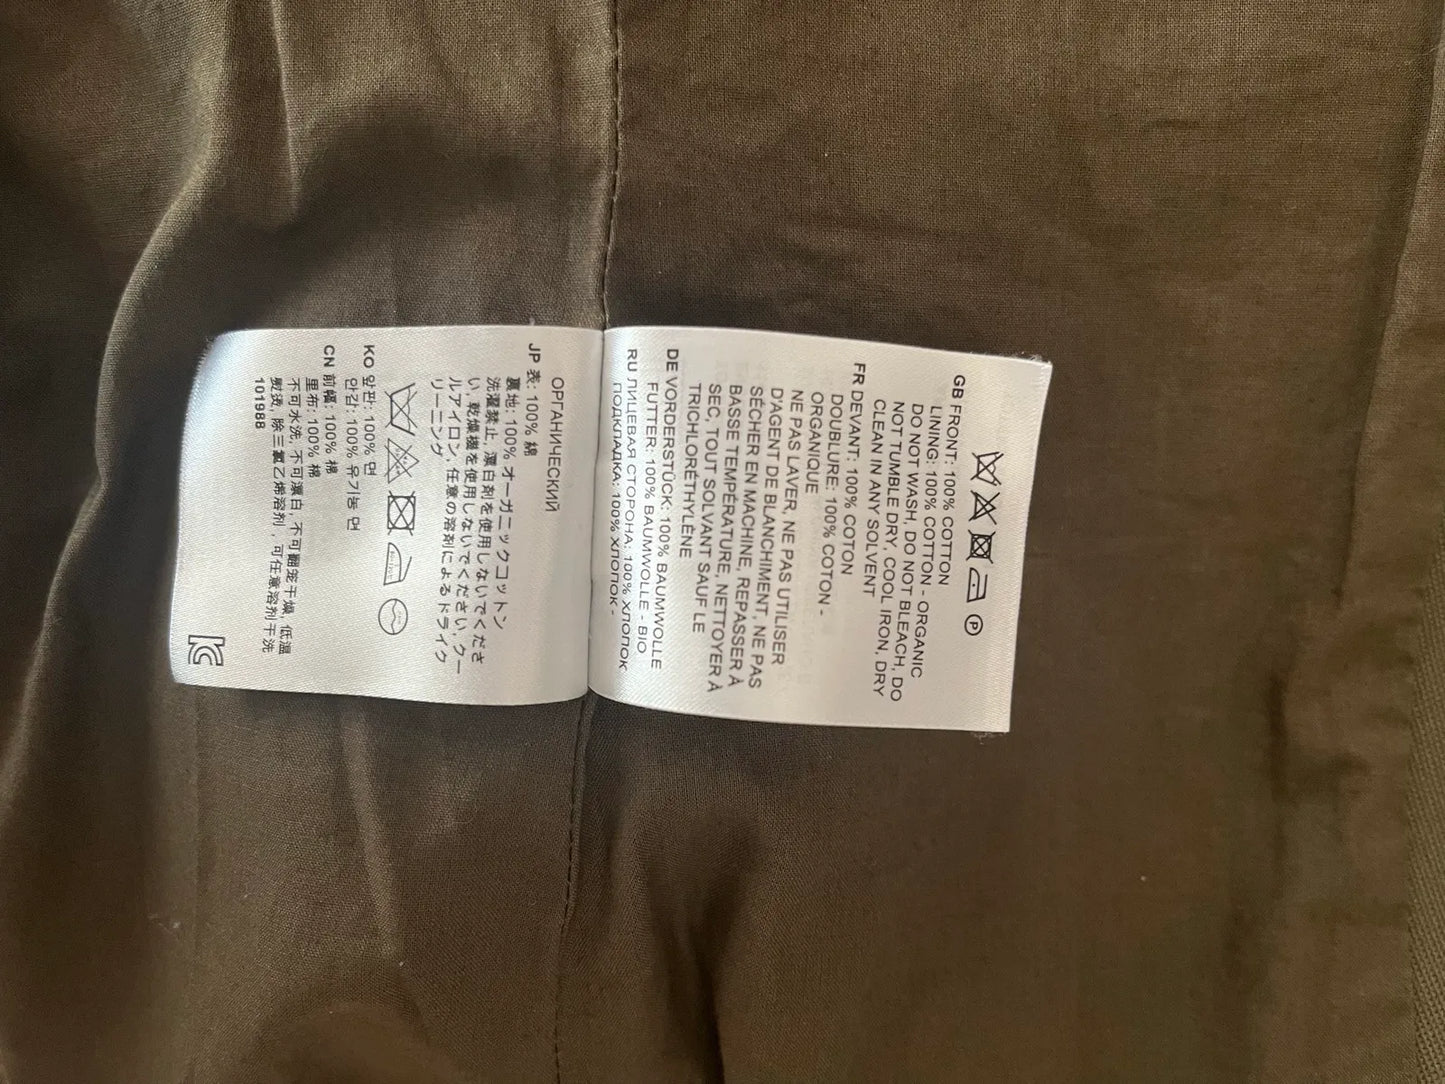 GB FRONT: 100% COTTON
LINING: 100% COTTON - ORGANIC
DO NOT WASH, DO NOT BLEACH, DO
NOT TUMBLE DRY, COOL IRON, DRY
CLEAN IN ANY SOLVENT
FR DEVANT: 100% COTON
DOUBLURE: 100% COTON -
ORGANIQUE
NE PAS LAVER, NE PAS UTILISER
D'AGENT DE BLANCHIMENT, NE PAS
SÉCHER EN MACHINE, REPASSER À
BASSE TEMPÉRATURE, NETTOYER À
SEC, TOUT SOLVANT SAUF LE
TRICHLORÉTHYLÈNE
DE VORDERSTÜCK: 100% BAUMWOLLE
FUTTER: 100% BAUMWOLLE - BIO
RU ЛИЦЕВАЯ СТОРОНА: 100% ХЛОПОК
ПОДКЛАДКА: 100% ХЛОПОК -
ОРГАНИЧЕСКИЙ
JP 表: 100% 綿
裏地: 100% オーガニックコットン
洗濯禁止, 漂白剤を使用しないでくださ
い, 乾燥機を使用しないでください, クー
ルアイロン, 任意の溶剤によるドライク
リーニング
KO 앞판: 100% 면
안감: 100% 유기농 면
CN 前幅: 100% 棉
里布: 100% 棉
不可水洗, 不可漂白, 不可翻笼干燥, 低温
熨烫, 除三氯乙烯溶剂，可任意溶剂干洗
101988